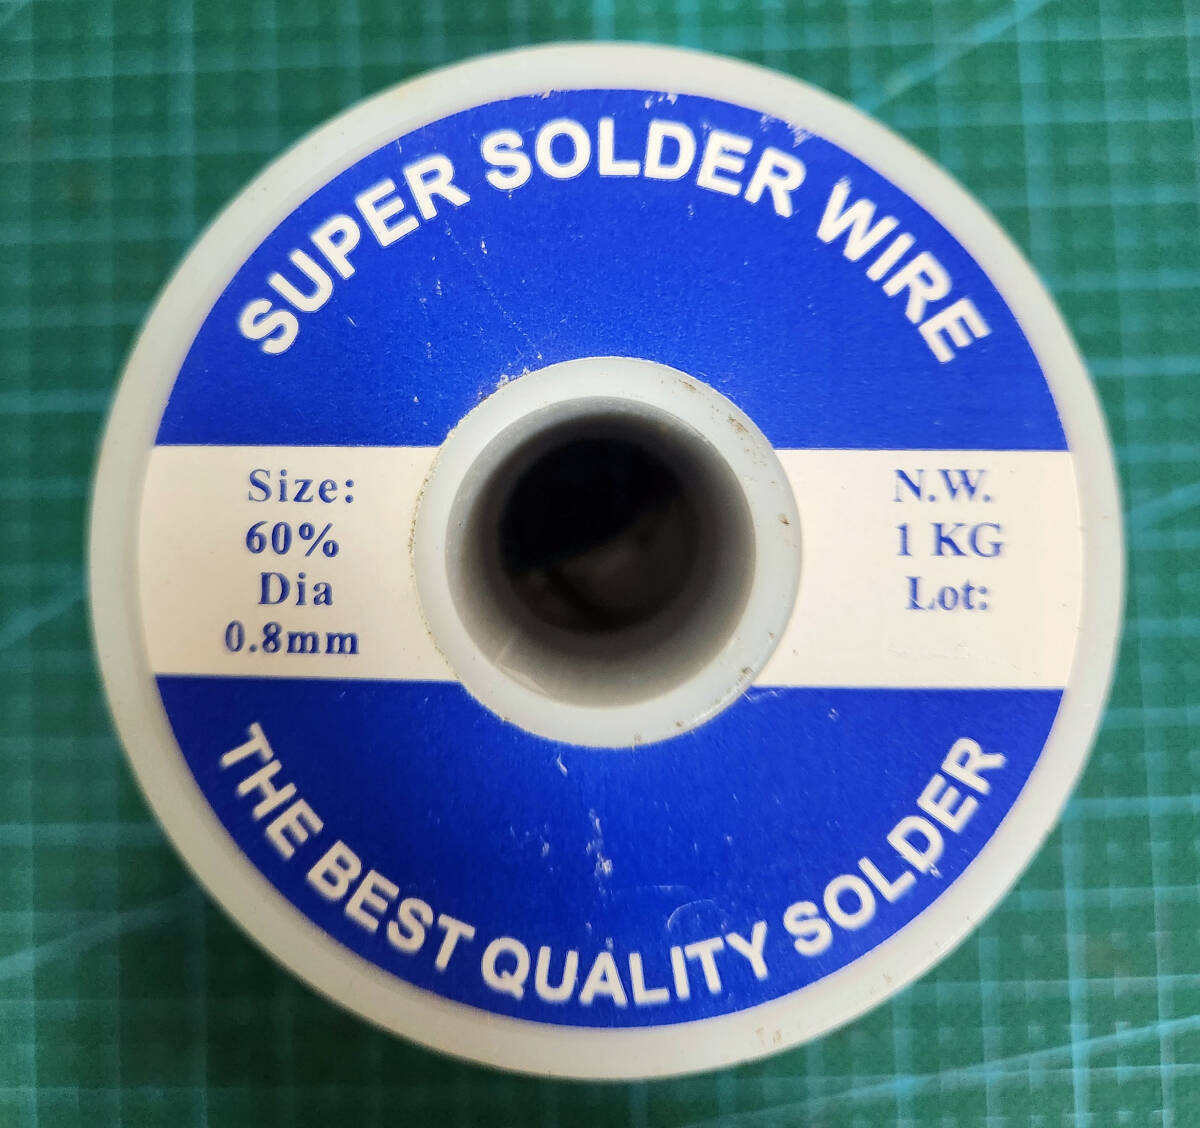 SUPER SOLDER WIRE
Size:
60%
Dia
0.8mm
N.W.
1 KG
Lot:
THE BEST QUALITY SOLDER